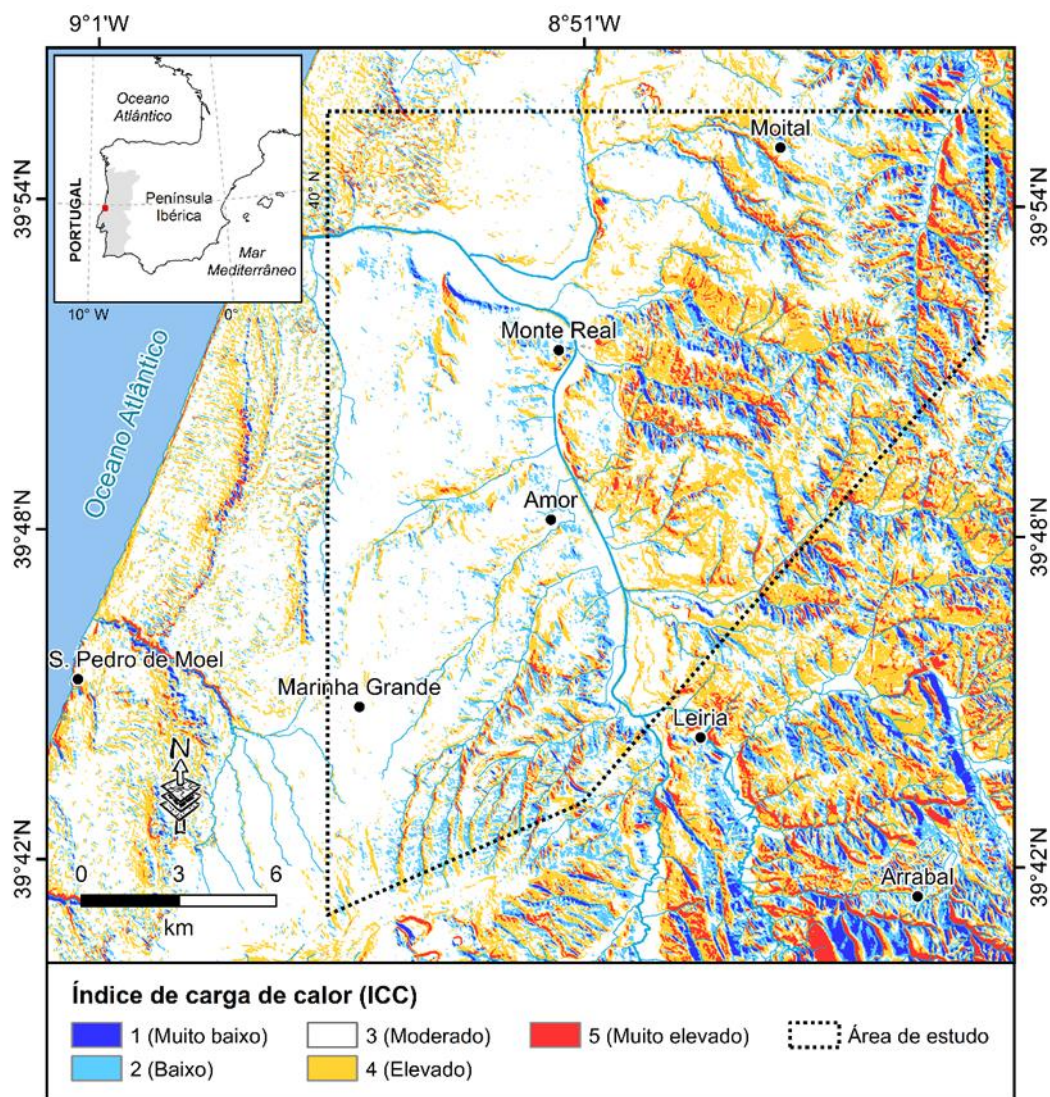 9°1'W
8°51'W
Oceano
Atlântico
PORTUGAL
Península
Ibérica
40° N
Mar
Mediterrâneo
10° W
0°
39°54'N
39°54'N
Moital
Monte Real
Oceano Atlântico
Amor
39°48'N
39°48'N
S. Pedro de Moel
Marinha Grande
Leiria
N
39°42'N
39°42'N
Arrabal
0
3
6
km
Índice de carga de calor (ICC)
1 (Muito baixo)
3 (Moderado)
5 (Muito elevado)
Área de estudo
2 (Baixo)
4 (Elevado)